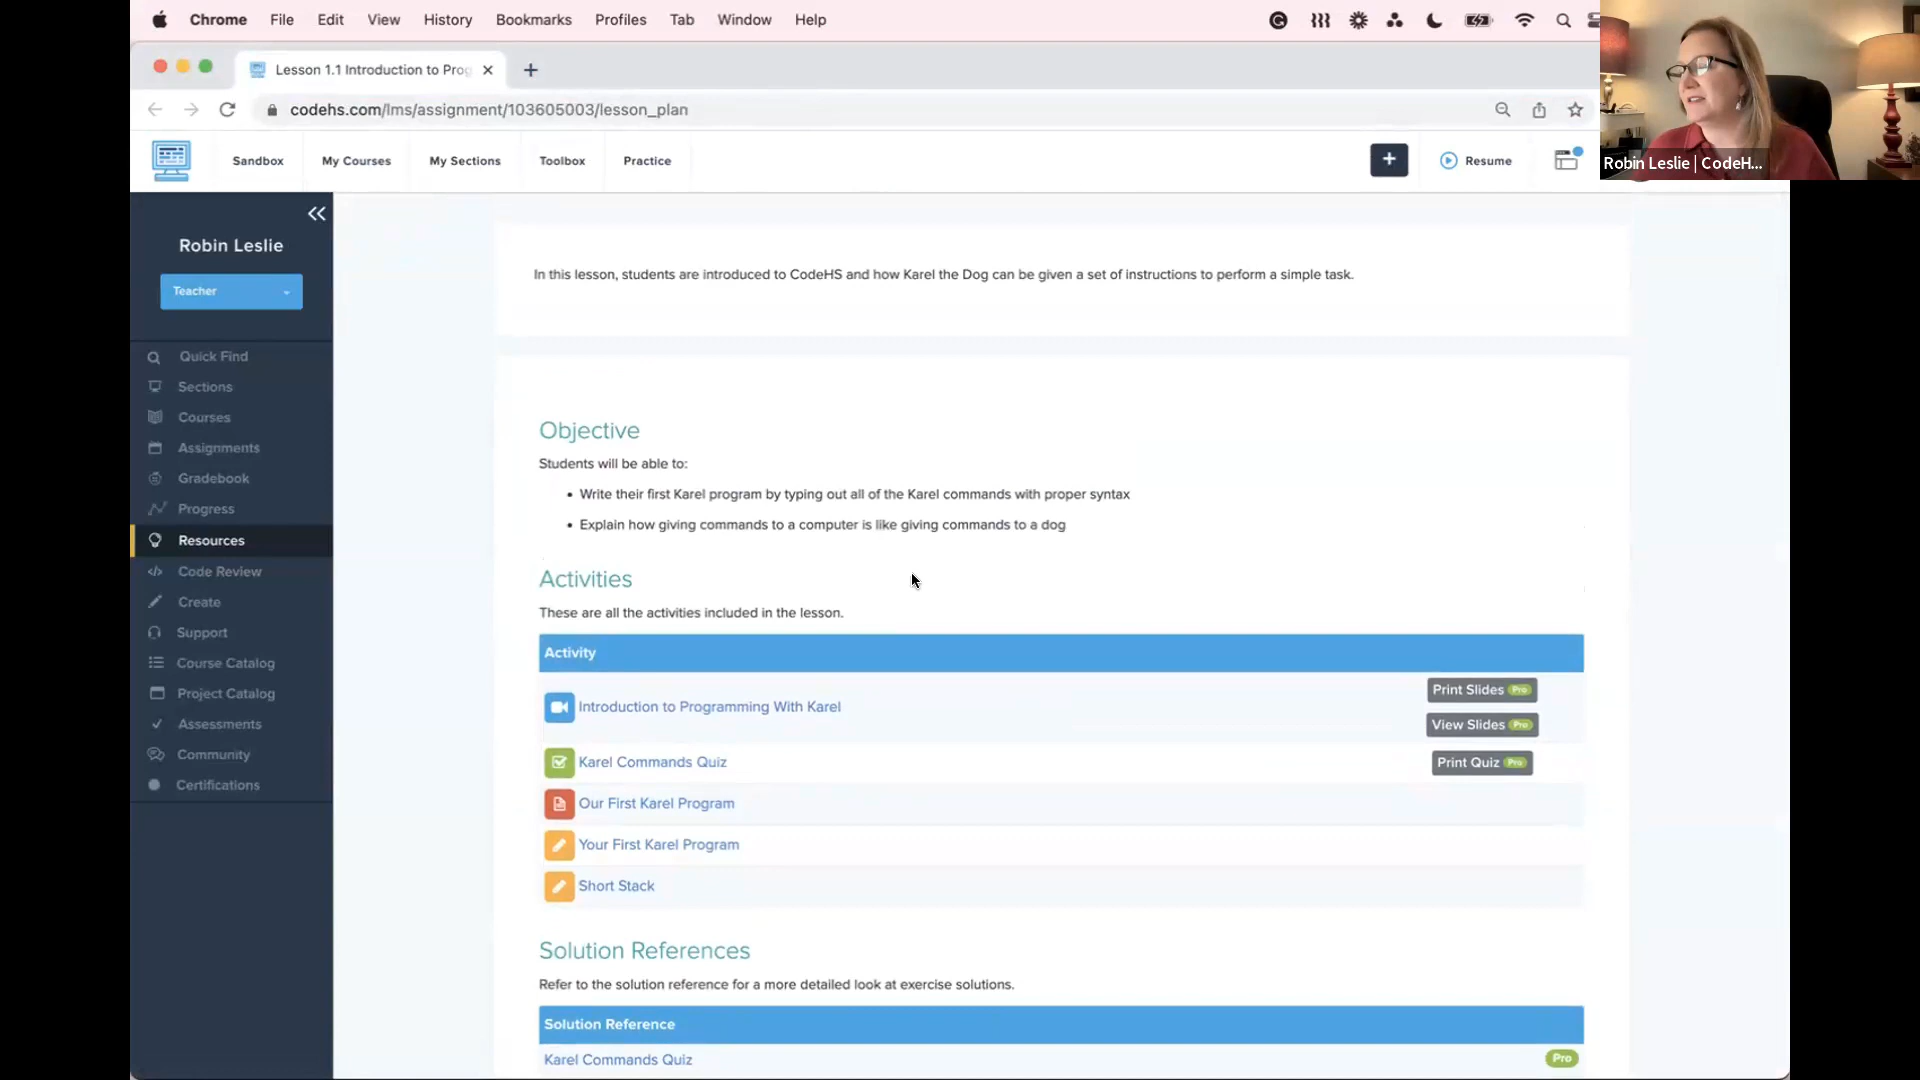 Chrome File Edit View History Bookmarks Profiles Tab Window Help
Lesson 1.1 Introduction to Prog
codehs.com/lms/assignment/103605003/lesson_plan
Robin Leslie | CodeH...
Sandbox My Courses My Sections Toolbox Practice
+ Resume
Robin Leslie
Teacher
Quick Find
Sections
Courses
Assignments
Gradebook
Progress
Resources
Code Review
Create
Support
Course Catalog
Project Catalog
Assessments
Community
Certifications
In this lesson, students are introduced to CodeHS and how Karel the Dog can be given a set of instructions to perform a simple task.
Objective
Students will be able to:
• Write their first Karel program by typing out all of the Karel commands with proper syntax
• Explain how giving commands to a computer is like giving commands to a dog
Activities
These are all the activities included in the lesson.
Activity
Introduction to Programming With Karel
Print Slides Pro
View Slides Pro
Karel Commands Quiz
Print Quiz Pro
Our First Karel Program
Your First Karel Program
Short Stack
Solution References
Refer to the solution reference for a more detailed look at exercise solutions.
Solution Reference
Karel Commands Quiz
Pro